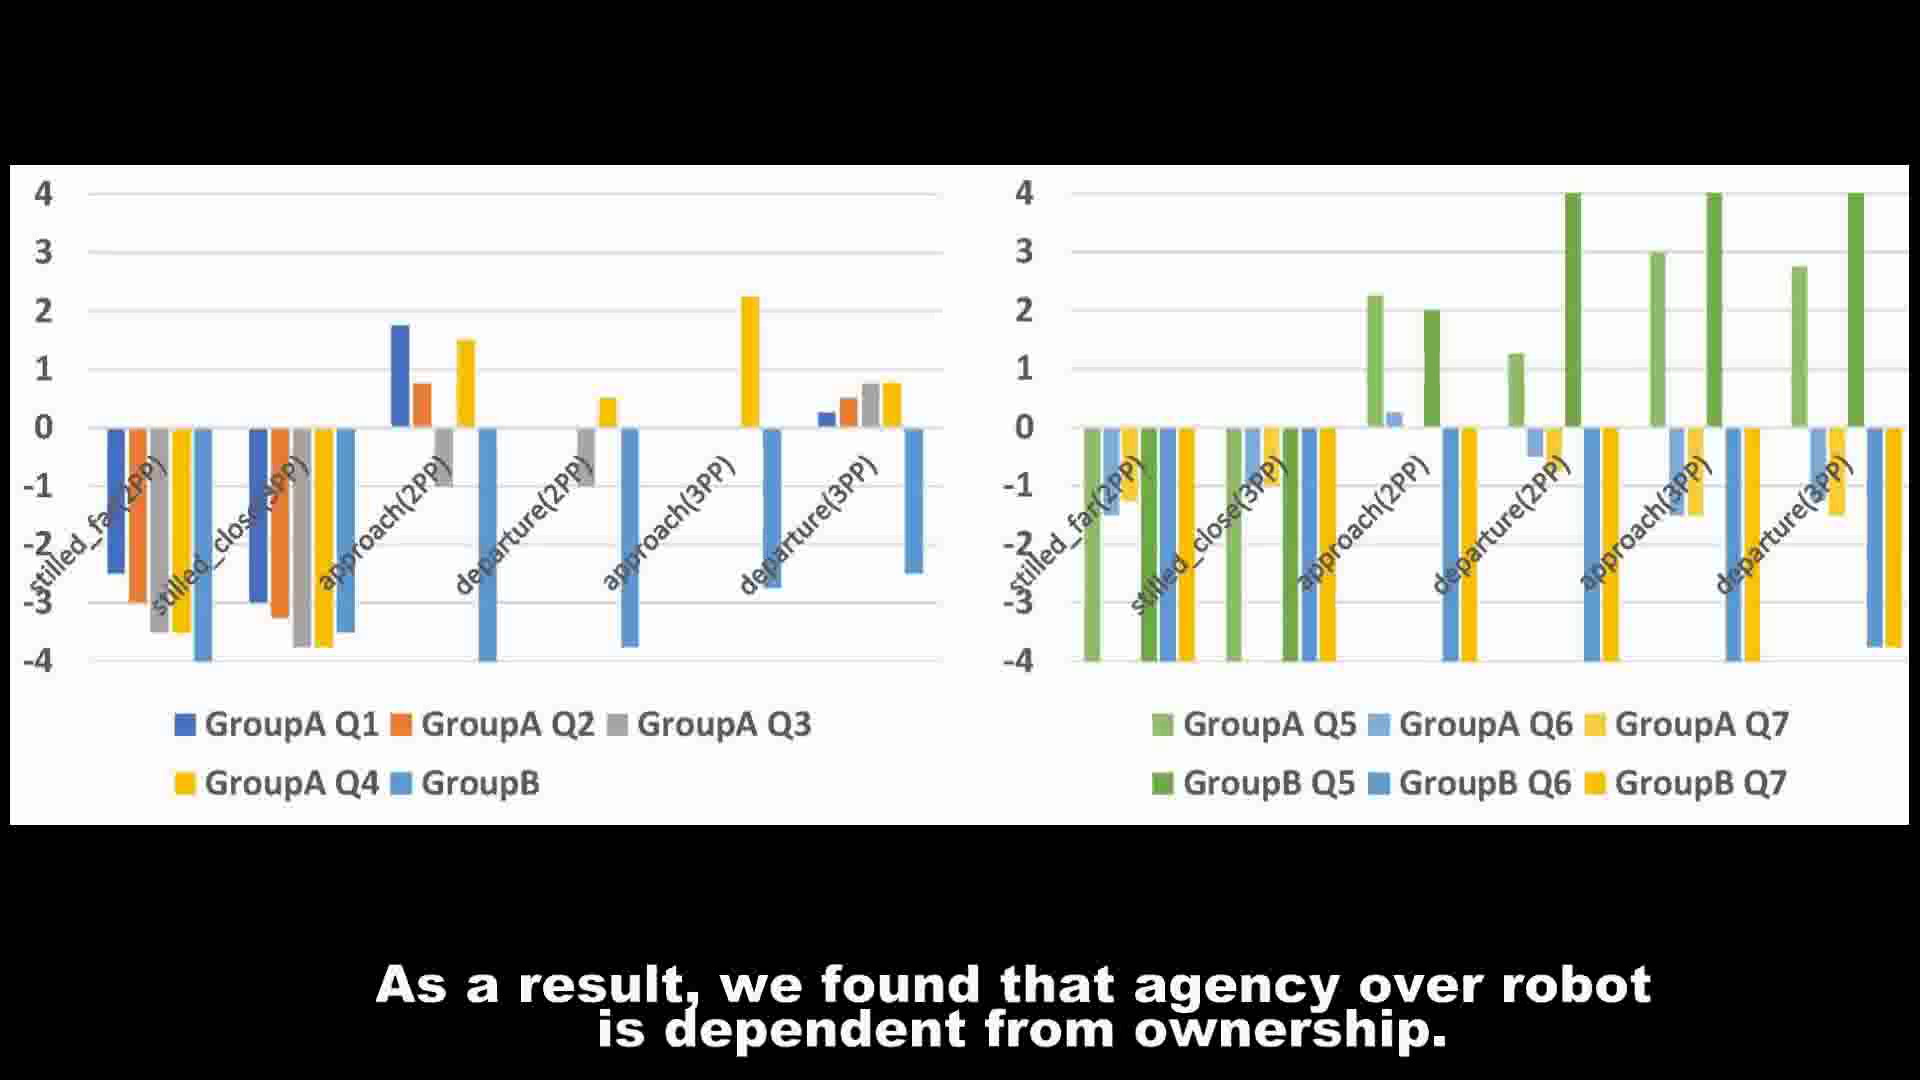 4
3
2
1
0
-1
-2
-3
-4
stilled_far(2PP)
stilled_close(3PP)
approach(2PP)
departure(2PP)
approach(3PP)
departure(3PP)
GroupA Q1 GroupA Q2 GroupA Q3
GroupA Q4 GroupB
4
3
2
1
0
-1
-2
-3
-4
stilled_far(2PP)
stilled_close(3PP)
approach(2PP)
departure(2PP)
approach(3PP)
departure(3PP)
GroupA Q5 GroupA Q6 GroupA Q7
GroupB Q5 GroupB Q6 GroupB Q7
As a result, we found that agency over robot
is dependent from ownership.